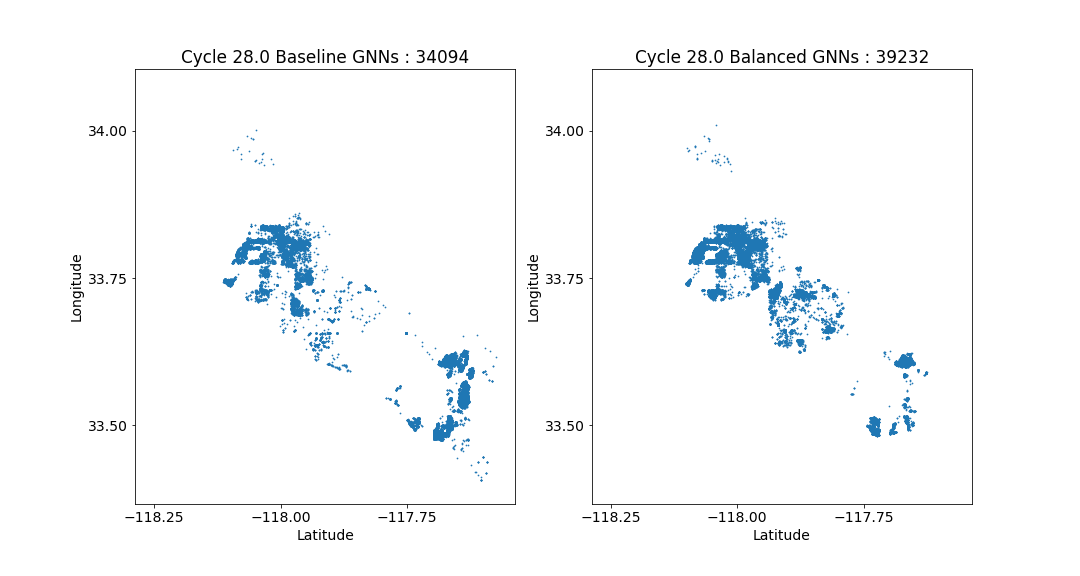 Cycle 28.0 Baseline GNNs : 34094
34.00
33.75
33.50
Longitude
−118.25
−118.00
−117.75
Latitude
Cycle 28.0 Balanced GNNs : 39232
34.00
33.75
33.50
Longitude
−118.25
−118.00
−117.75
Latitude